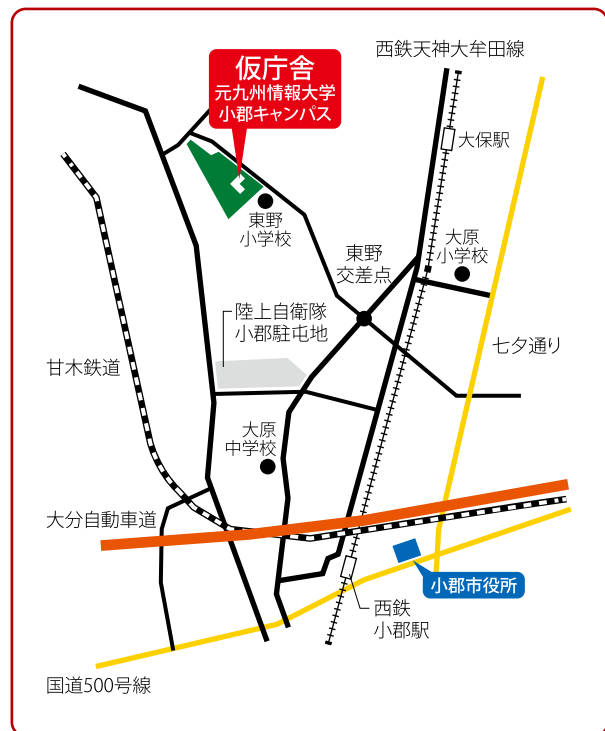 西鉄天神大牟田線
仮庁舎
元九州情報大学
小郡キャンパス
大保駅
東野
小学校
大原
小学校
東野
交差点
陸上自衛隊
小郡駐屯地
七夕通り
甘木鉄道
大原
中学校
大分自動車道
小郡市役所
西鉄
小郡駅
国道500号線